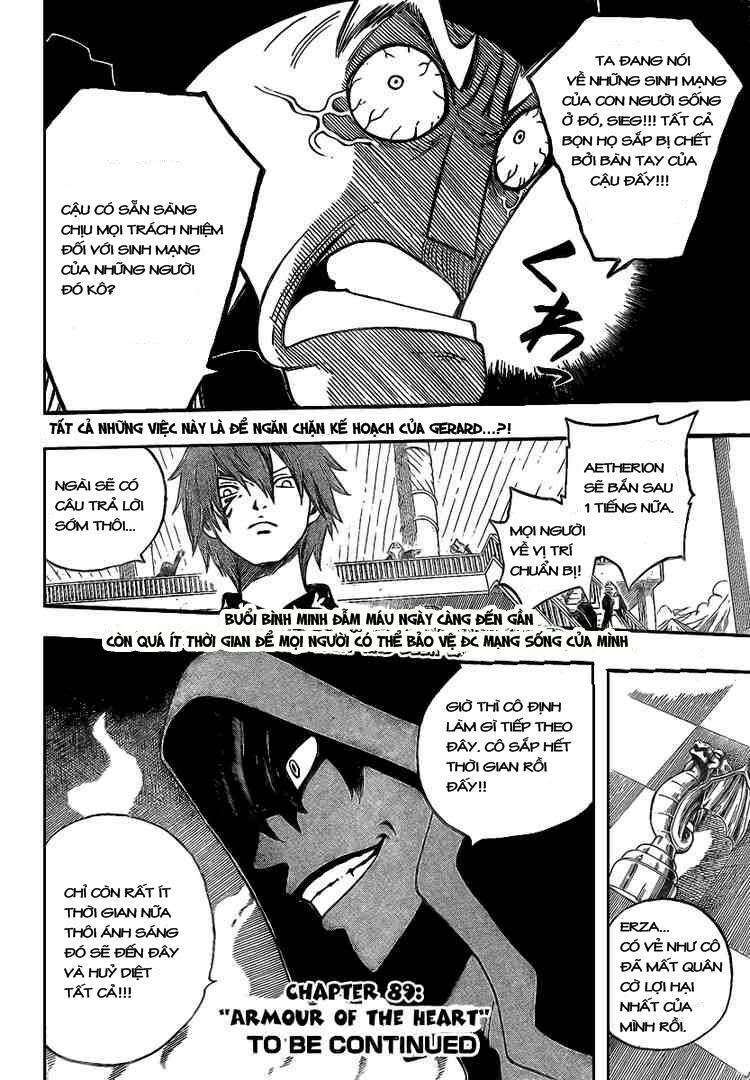 TA ĐANG NÓI
VỀ NHỮNG SINH MẠNG
CỦA CON NGƯỜI SỐNG
Ở ĐÓ, SIEG!!! TẤT CẢ
BỌN HỌ SẮP BỊ CHẾT
BỞI BÀN TAY CỦA
CẬU ĐẤY!!!
CẬU CÓ SẴN SÀNG
CHỊU MỌI TRÁCH NHIỆM
ĐỐI VỚI SINH MẠNG
CỦA NHỮNG NGƯỜI
ĐÓ KÔ?
TẤT CẢ NHỮNG VIỆC NÀY LÀ ĐỂ NGĂN CHẶN KẾ HOẠCH CỦA GERARD...?!
AETHERION
SẼ BẮN SAU
1 TIẾNG NỮA.
MỌI NGƯỜI
VỀ VỊ TRÍ
CHUẨN BỊ!
NGÀI SẼ CÓ
CÂU TRẢ LỜI
SỚM THÔI...
BUỔI BÌNH MINH ĐẪM MÁU NGÀY CÀNG ĐẾN GẦN
CÒN QUÁ ÍT THỜI GIAN ĐỂ MỌI NGƯỜI CÓ THỂ BẢO VỆ ĐC MẠNG SỐNG CỦA MÌNH
ERZA...
CÓ VẺ NHƯ CÔ
ĐÃ MẤT QUÂN
CỜ LỢI HẠI
NHẤT CỦA
MÌNH RỒI.
GIỜ THÌ CÔ ĐỊNH
LÀM GÌ TIẾP THEO
ĐÂY. CÔ SẮP HẾT
THỜI GIAN RỒI
ĐẤY!!
CHỈ CÒN RẤT ÍT
THỜI GIAN NỮA
THÔI ÁNH SÁNG
ĐÓ SẼ ĐẾN ĐÂY
VÀ HUỶ DIỆT
TẤT CẢ!!!
CHAPTER 89:
"ARMOUR OF THE HEART"
TO BE CONTINUED